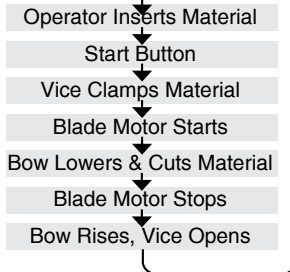 Operator Inserts Material
Start Button
Vice Clamps Material
Blade Motor Starts
Bow Lowers & Cuts Material
Blade Motor Stops
Bow Rises, Vice Opens